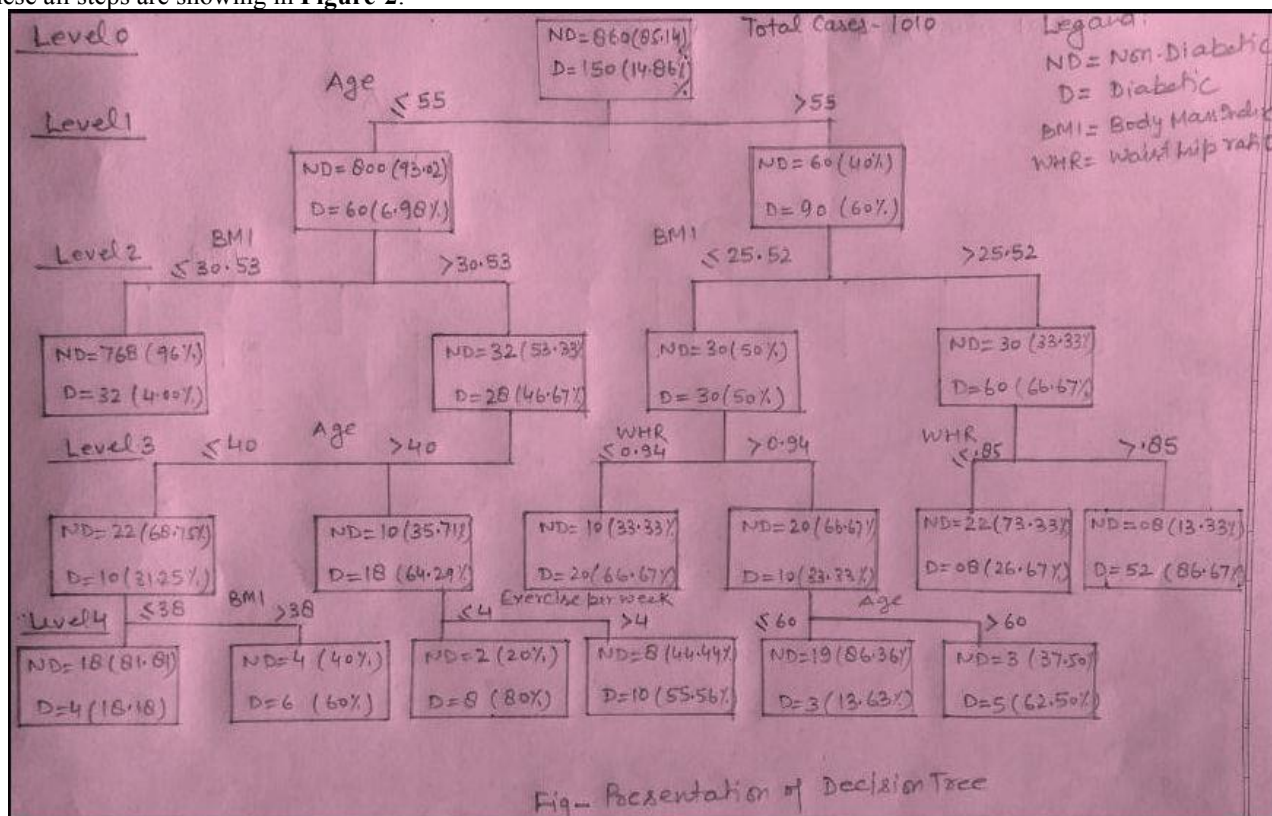 these all steps are showing in Figure-2.
Level 0
ND=860(85.14)
D=150(14.86%
%)
Total Cases-1010
Legand:
ND= Non-Diabetic
D= Diabetic
BMI= Body Mass Indic
WHR= Waist hip ratio
Age
≤55
>55
Level 1
ND=800(93.02)
D=60(6.98%)
ND=60(40%)
D=90(60%)
Level 2
BMI
≤30.53
>30.53
BMI
≤25.52
>25.52
ND=768(96%)
D=32(4.00%)
ND=32(53.33%
D=28(46.67%
ND=30(50%)
D=30(50%)
ND=30(33.33%
D=60(66.67%
Level 3
≤40
Age
>40
WHR
≤0.94
>0.94
WHR
≤.85
>.85
ND=22(68.75%)
D=10(31.25%)
ND=10(35.71%
D=18(64.29%)
ND=10(33.33%
D=20(66.67%
ND=20(66.67%
D=10(33.33%)
ND=22(73.33%
D=08(26.67%
ND=08(13.33%
D=52(86.67%
Level 4
≤38
BMI
>38
≤4
Exercise per week
>4
≤60
Age
>60
ND=18(81.81)
D=4(18.18)
ND=4(40%)
D=6(60%)
ND=2(20%)
D=8(80%)
ND=8(44.44%)
D=10(55.56%
ND=19(86.36%
D=3(13.63%)
ND=3(37.50%
D=5(62.50%)
Fig- Presentation of Decision Tree